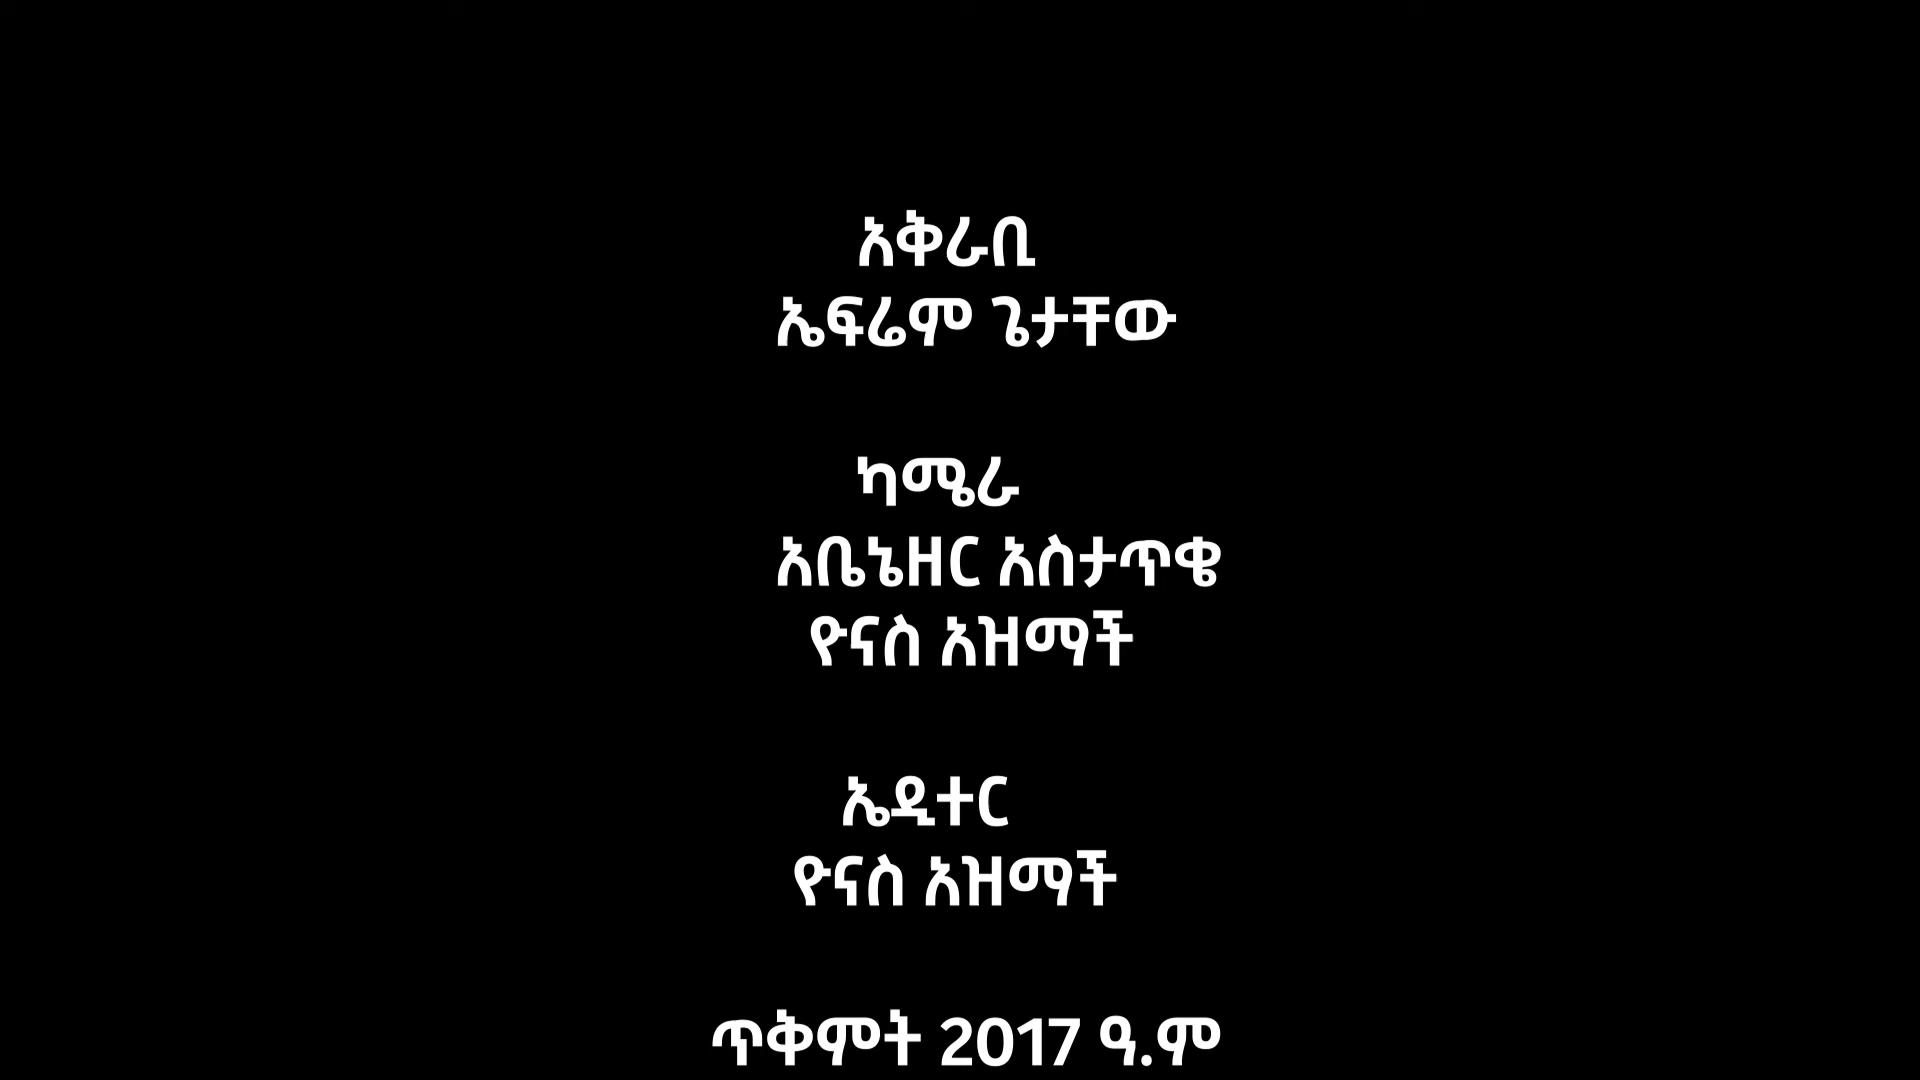 አቅራቢ
ኤፍሬም ጌታቸው
ካሜራ
አቤኔዘር አስታጥቄ
ዮናስ አዝማች
ኤዲተር
ዮናስ አዝማች
ጥቅምት 2017 ዓ.ም